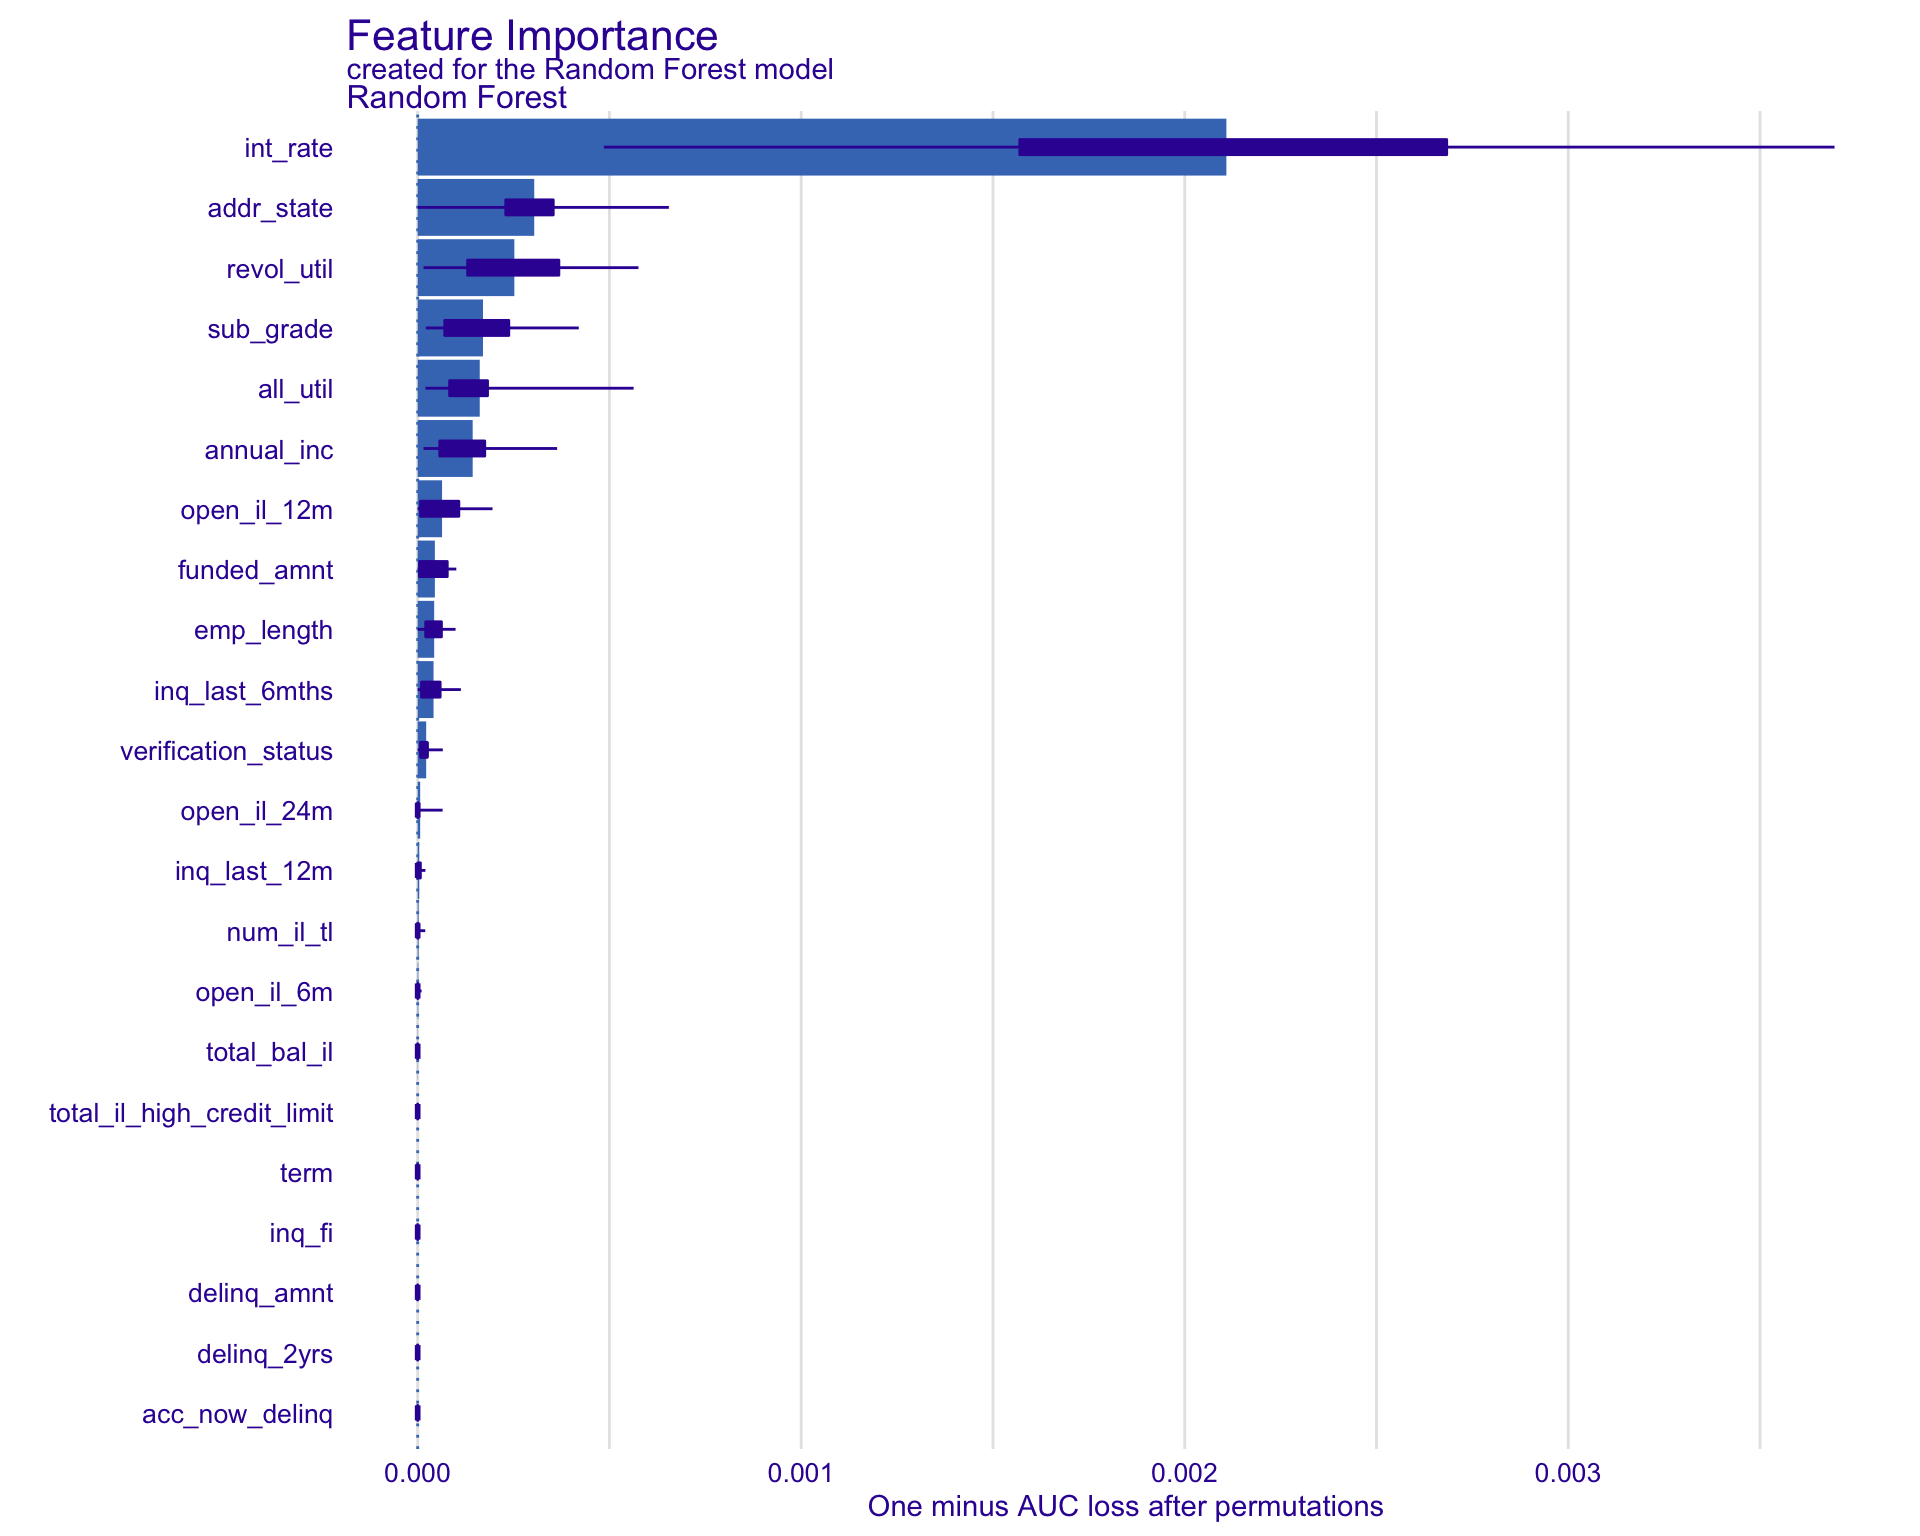 Feature Importance
created for the Random Forest model
Random Forest
int_rate
addr_state
revol_util
sub_grade
all_util
annual_inc
open_il_12m
funded_amnt
emp_length
inq_last_6mths
verification_status
open_il_24m
inq_last_12m
num_il_tl
open_il_6m
total_bal_il
total_il_high_credit_limit
term
inq_fi
delinq_amnt
delinq_2yrs
acc_now_delinq
0.000 0.001 0.002 0.003
One minus AUC loss after permutations